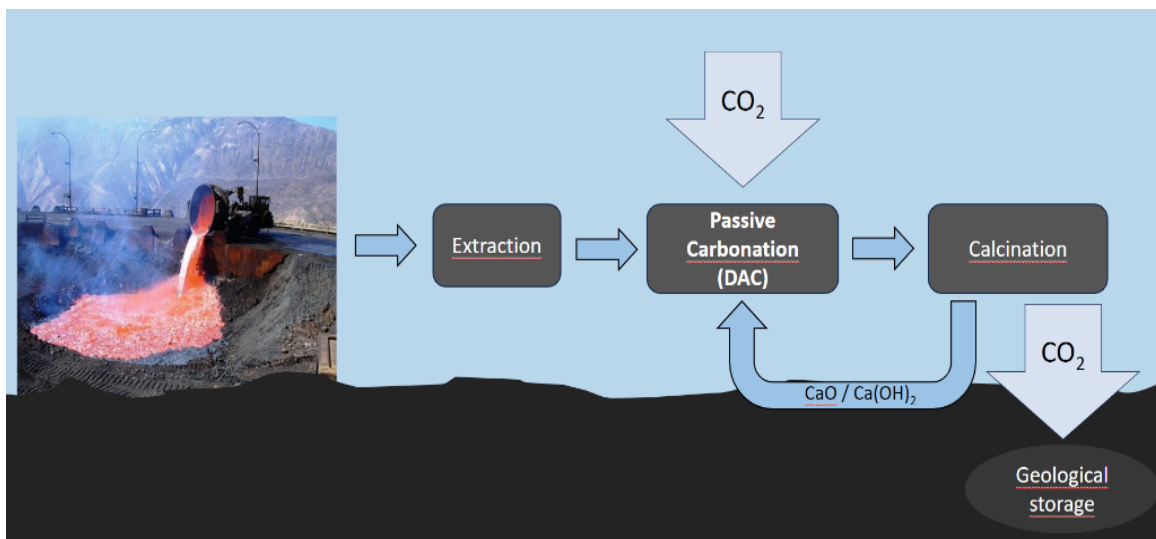 CO₂
Extraction
Passive
Carbonation
(DAC)
Calcination
CaO / Ca(OH)₂
CO₂
Geological
storage